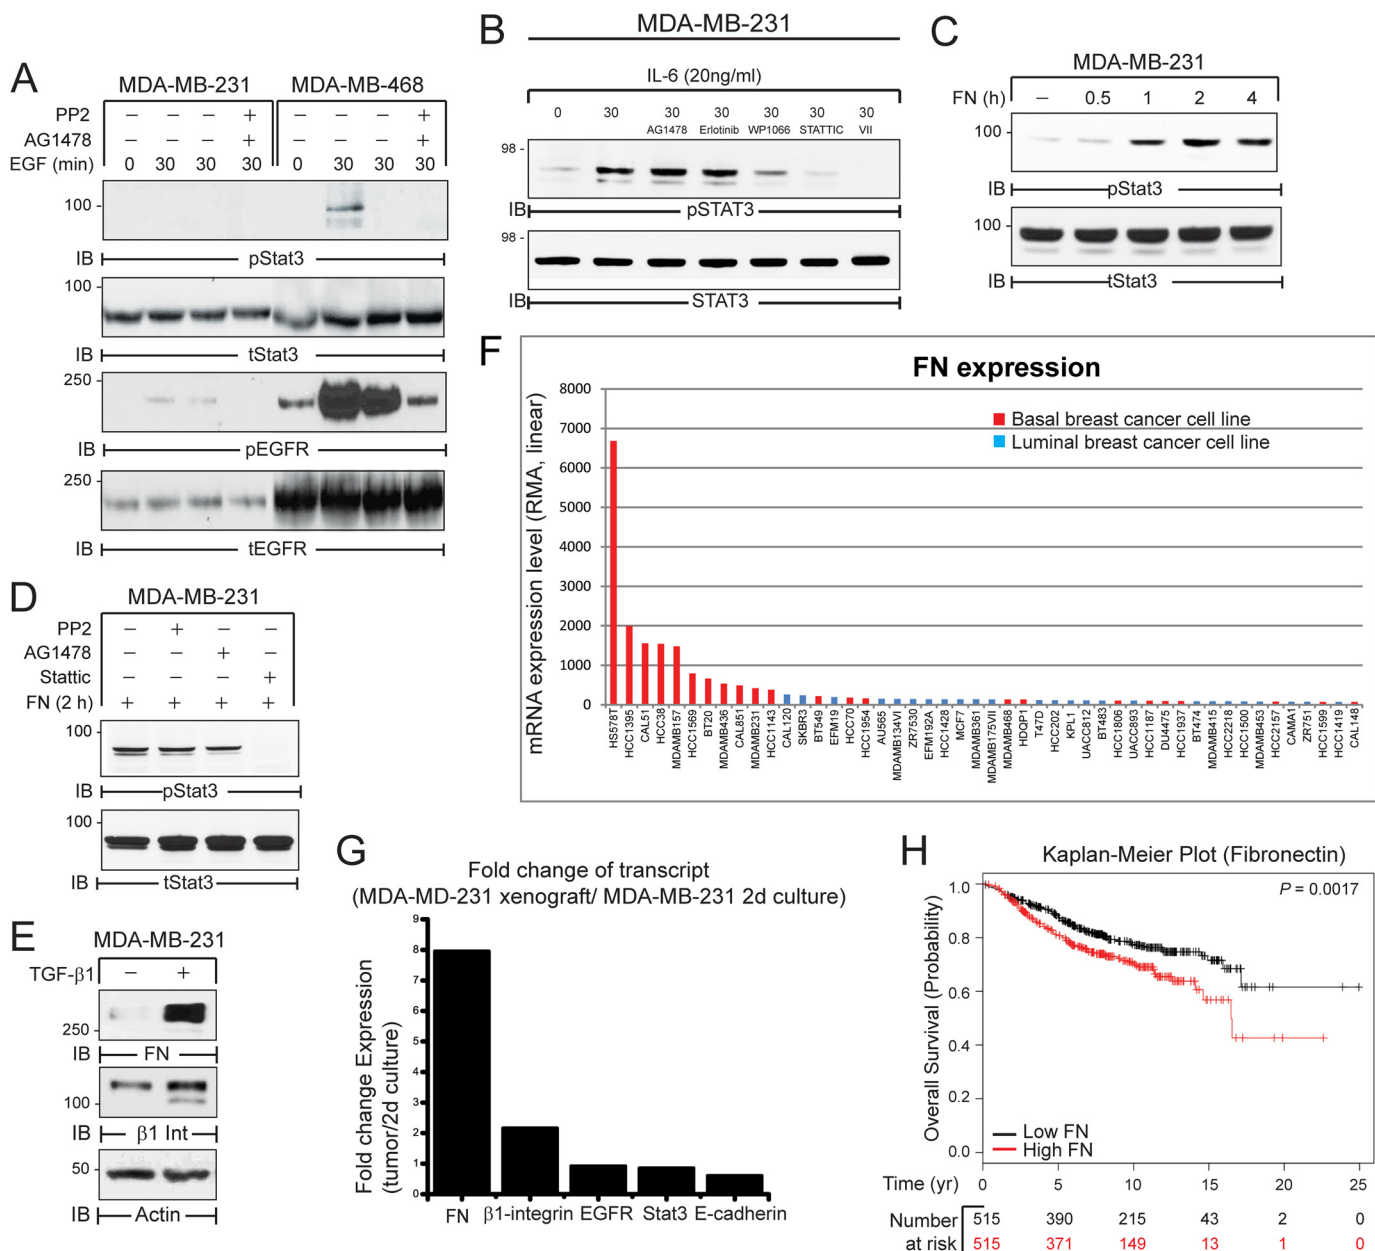 A
MDA-MB-231 MDA-MB-468
PP2 – – – + – – – +
AG1478 – – – + – – – +
EGF (min) 0 30 30 30 0 30 30 30
100 -
IB pStat3
100 -
IB tStat3
250 -
IB pEGFR
250 -
IB tEGFR
B
MDA-MB-231
IL-6 (20ng/ml)
0 30 30 30 30 30 30
AG1478 Erlotinib WP1066 STATTIC VII
98 -
IB pSTAT3
98 -
IB STAT3
C
MDA-MB-231
FN (h) – 0.5 1 2 4
100 -
IB pStat3
100 -
IB tStat3
D
MDA-MB-231
PP2 – + – –
AG1478 – – + –
Stattic – – – +
FN (2 h) + + + +
100 -
IB pStat3
100 -
IB tStat3
E
MDA-MB-231
TGF-β1 – +
250 -
IB FN
100 -
IB β1 Int
50 -
IB Actin
F
FN expression
mRNA expression level (RMA, linear)
8000
7000
6000
5000
4000
3000
2000
1000
0
Basal breast cancer cell line
Luminal breast cancer cell line
HS578T HCC1395 CAL51 HC38 MDAMB157 HCC1569 BT20 MDAMB436 CAL851 MDAMB231 HCC1143 CAL120 SKBR3 BT549 EFM19 HCC70 HCC1954 AU565 MDAMB134VI ZR7530 EFM192A HCC1428 MCF7 MDAMB361 MDAMB175VII MDAMB468 HDQP1 T47D HCC202 KPL1 UACC812 BT483 HCC1806 UACC893 HCC1187 DU4475 HCC1937 BT474 MDAMB415 HCC2218 HCC1500 MDAMB453 HCC2157 CAMA1 ZR751 HCC1599 HCC1419 CAL148
G
Fold change of transcript
(MDA-MD-231 xenograft/ MDA-MB-231 2d culture)
Fold change Expression
(tumor/2d culture)
9
8
7
6
5
4
3
2
1
0
FN β1-integrin EGFR Stat3 E-cadherin
H
Kaplan-Meier Plot (Fibronectin)
P = 0.0017
Overall Survival (Probability)
1.0
0.8
0.6
0.4
0.2
0.0
Low FN
High FN
Time (yr) 0 5 10 15 20 25
Number 515 390 215 43 2 0
at risk 515 371 149 13 1 0